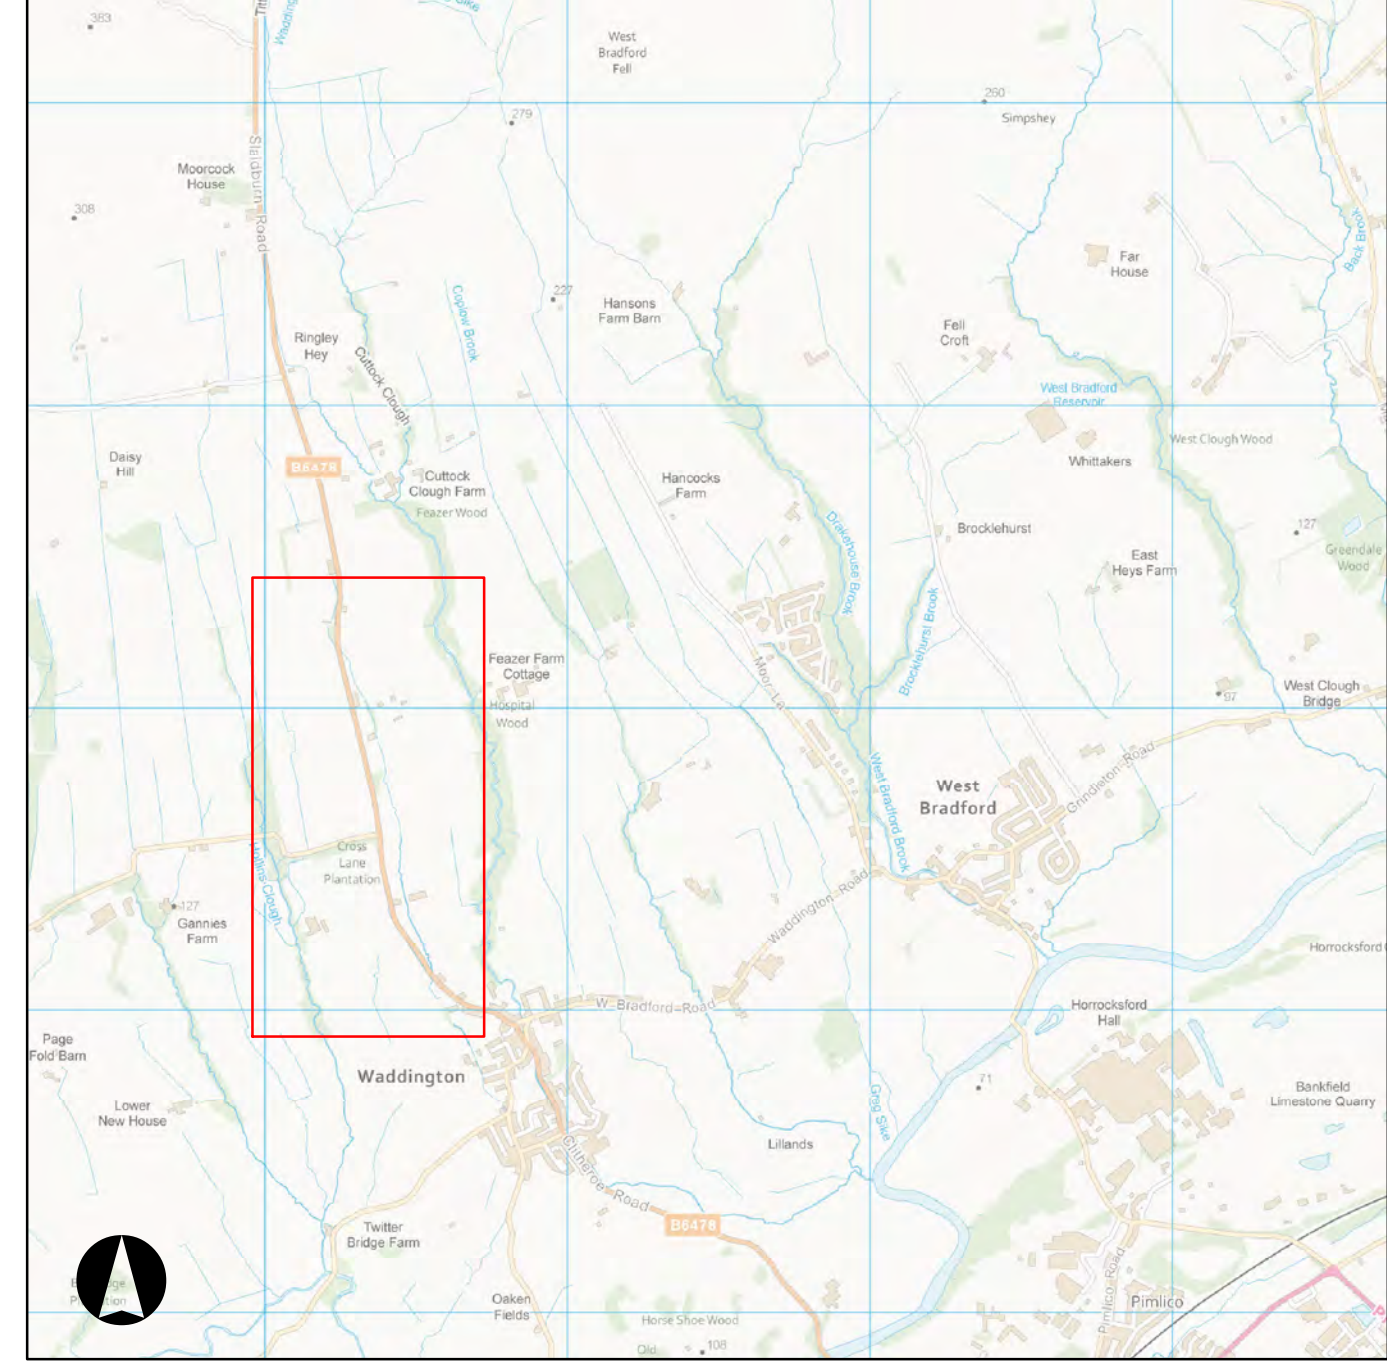 383
West
Bradford
Fell
260
Simpshey
279
Slaidburn Road
Moorcock
House
308
Far
House
Back Brook
227
Coplow Brook
Hansons
Farm Barn
Fell
Croft
Ringley
Hey
Cuttock Clough
West Bradford
Reservoir
West Clough Wood
Daisy
Hill
B6478
Cuttock
Clough Farm
Feazer Wood
Hancocks
Farm
Whittakers
Drakehouse Brook
Brocklehurst
127
Greendale
Wood
East
Heys Farm
Brocklehurst Brook
Feazer Farm
Cottage
Hospital
Wood
Moor-La
97
West Clough
Bridge
West Bradford Brook
West
Bradford
Grindleton-Road
Cross
Lane
Plantation
Hollins Clough
127
Gannies
Farm
Waddington-Road
Horrocksford
W-Bradford-Road
Horrocksford
Hall
Page
Fold Barn
Waddington
71
Bankfield
Limestone Quarry
Lower
New House
Greg Sike
Lillands
Clitheroe-Road
B6478
Twitter
Bridge Farm
Oaken
Fields
Horse Shoe Wood
Old
108
Pimlico Road
Pimlico